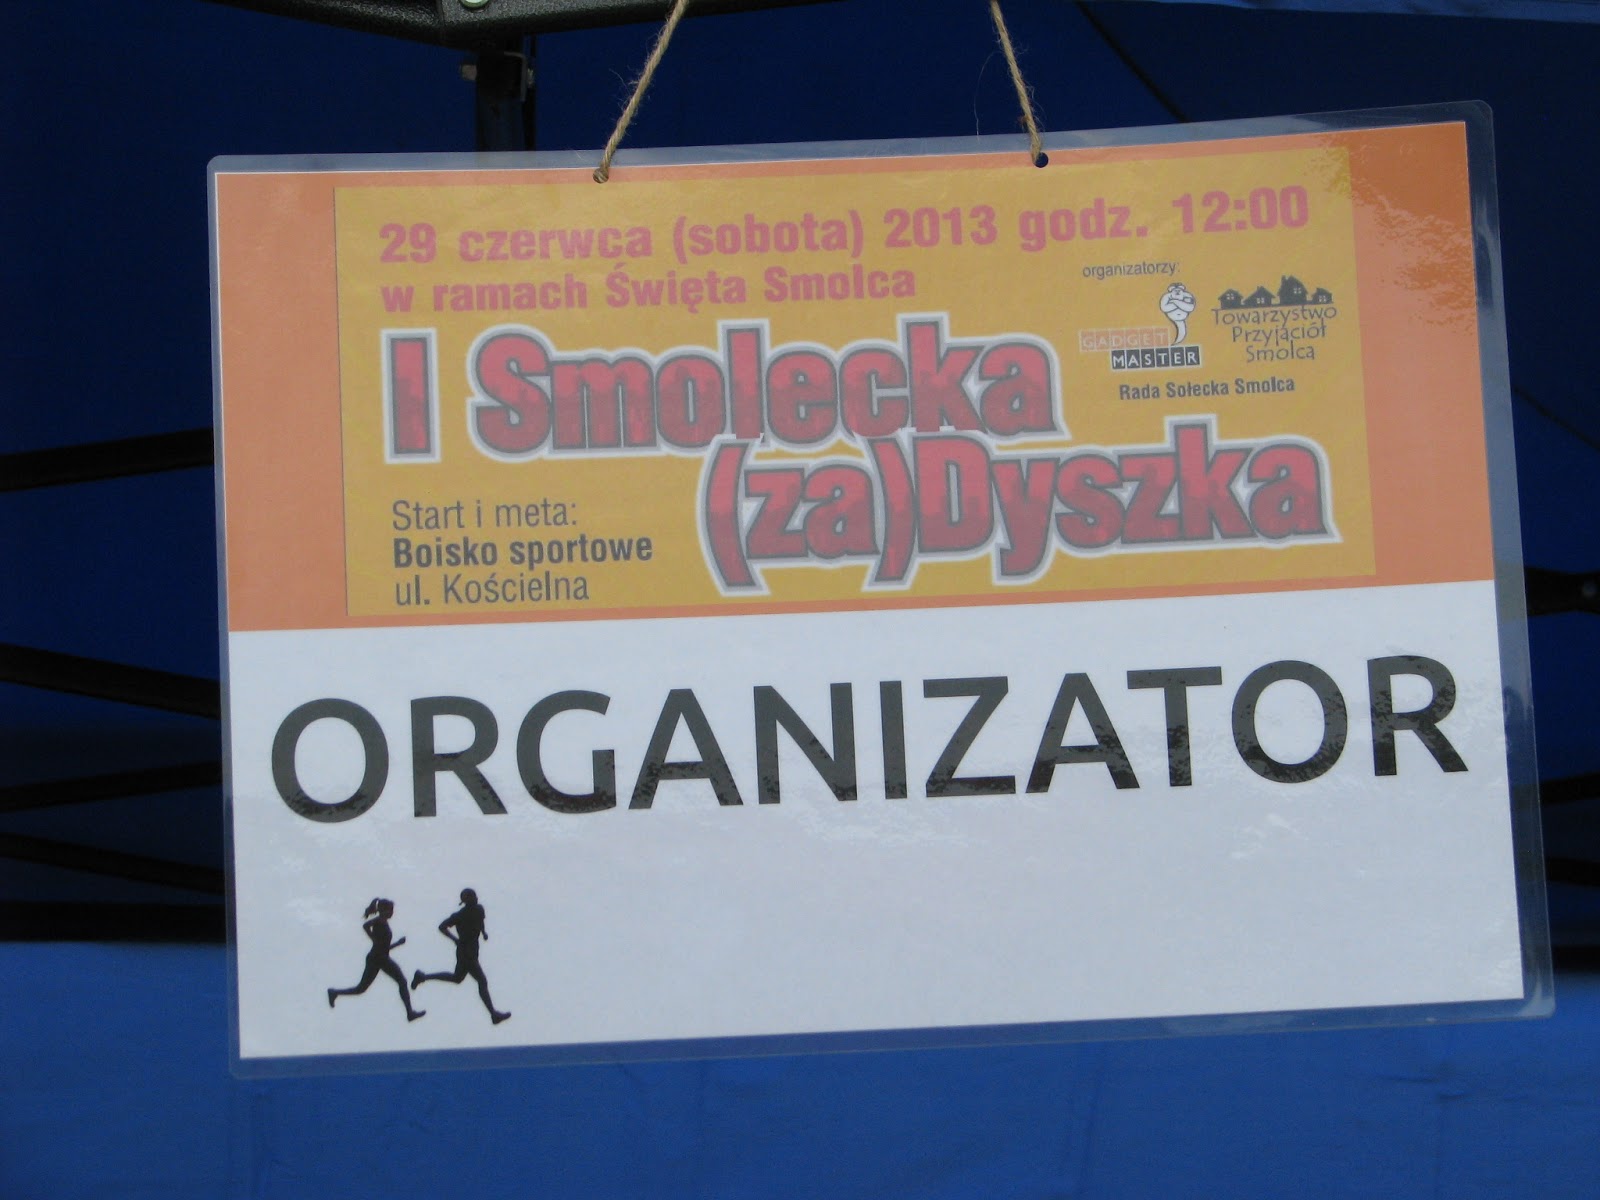 29 czerwca (sobota) 2013 godz. 12:00
w ramach Święta Smolca
organizatorzy:
GADGET
MASTER
Towarzystwo
Przyjaciół
Smolca
Rada Sołecka Smolca
I Smolecka
(za)Dyszka
Start i meta:
Boisko sportowe
ul. Kościelna
ORGANIZATOR